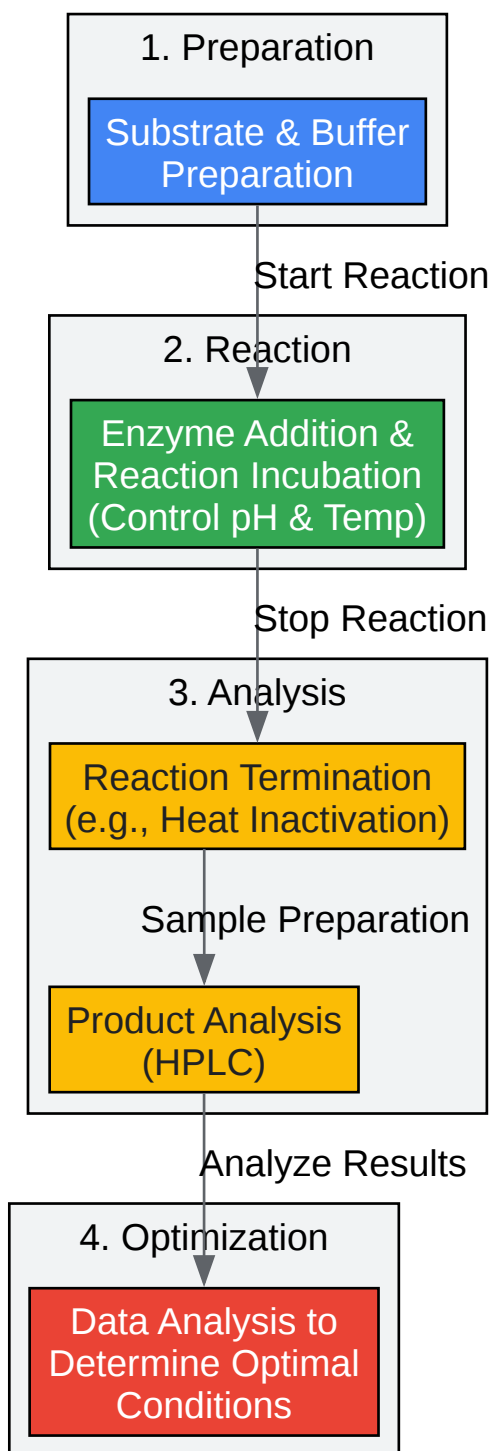 1. Preparation
Substrate & Buffer
Preparation
Start Reaction
2. Reaction
Enzyme Addition &
Reaction Incubation
(Control pH & Temp)
Stop Reaction
3. Analysis
Reaction Termination
(e.g., Heat Inactivation)
Sample Preparation
Product Analysis
(HPLC)
Analyze Results
4. Optimization
Data Analysis to
Determine Optimal
Conditions